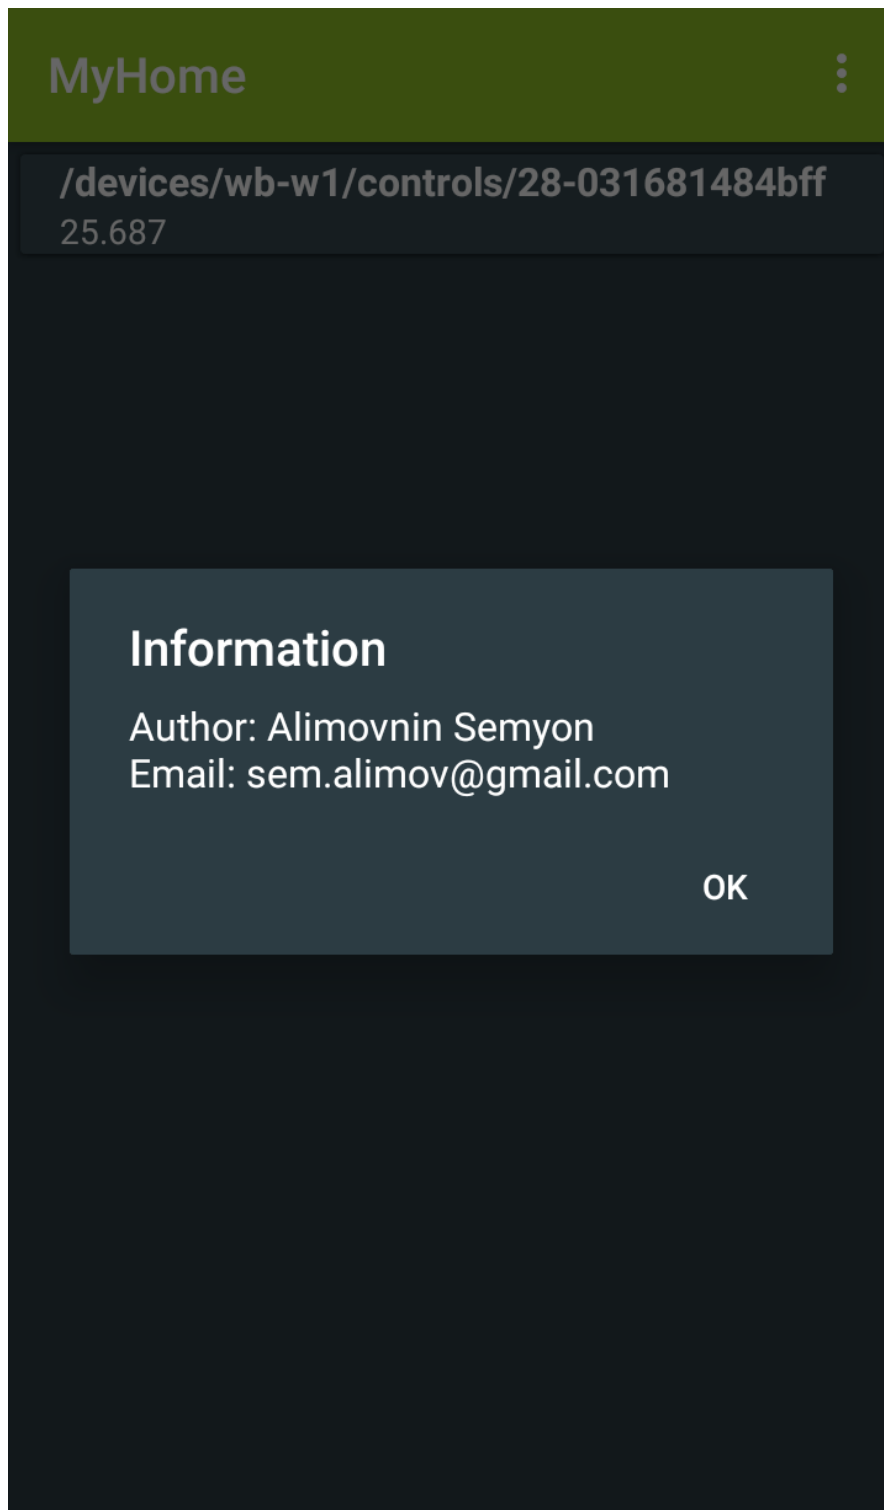 MyHome
/devices/wb-w1/controls/28-031681484bff
25.687
Information
Author: Alimovnin Semyon
Email: sem.alimov@gmail.com
OK